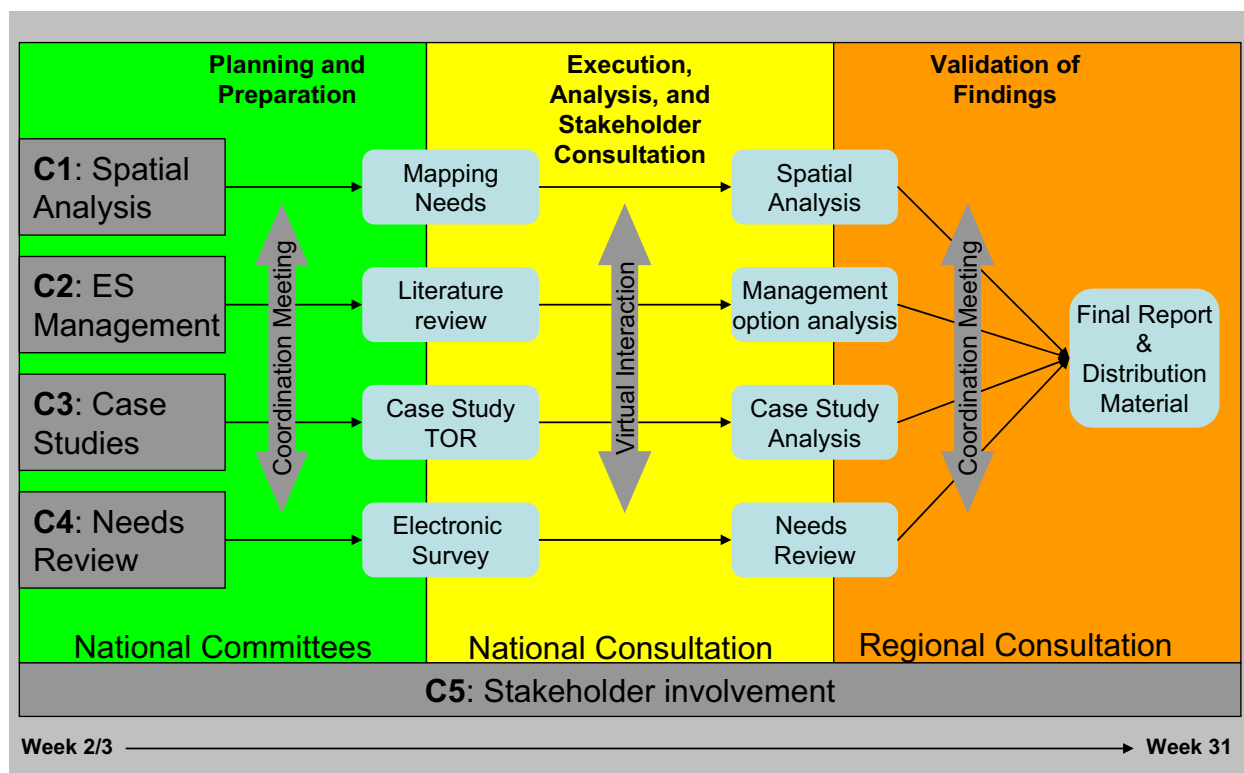 Planning and
Preparation
Execution,
Analysis, and
Stakeholder
Consultation
Validation of
Findings
C1: Spatial
Analysis
Mapping
Needs
Spatial
Analysis
C2: ES
Management
Literature
review
Management
option analysis
C3: Case
Studies
Case Study
TOR
Case Study
Analysis
C4: Needs
Review
Electronic
Survey
Needs
Review
Coordination Meeting
Virtual Interaction
Coordination Meeting
Final Report
&
Distribution
Material
National Committees
National Consultation
Regional Consultation
C5: Stakeholder involvement
Week 2/3
Week 31